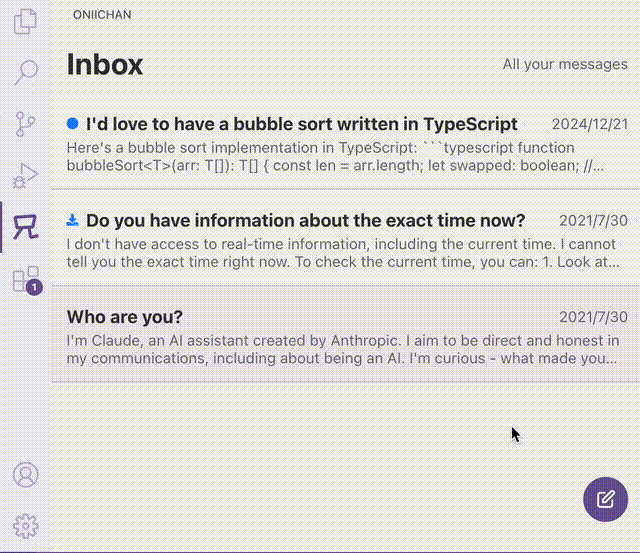 ONIICHAN
Inbox
All your messages
I'd love to have a bubble sort written in TypeScript
2024/12/21
Here's a bubble sort implementation in TypeScript: ```typescript function
bubbleSort<T>(arr: T[]): T[] { const len = arr.length; let swapped: boolean; //...
Do you have information about the exact time now?
2021/7/30
I don't have access to real-time information, including the current time. I cannot
tell you the exact time right now. To check the current time, you can: 1. Look at...
Who are you?
2021/7/30
I'm Claude, an AI assistant created by Anthropic. I aim to be direct and honest in
my communications, including about being an AI. I'm curious - what made you...
1